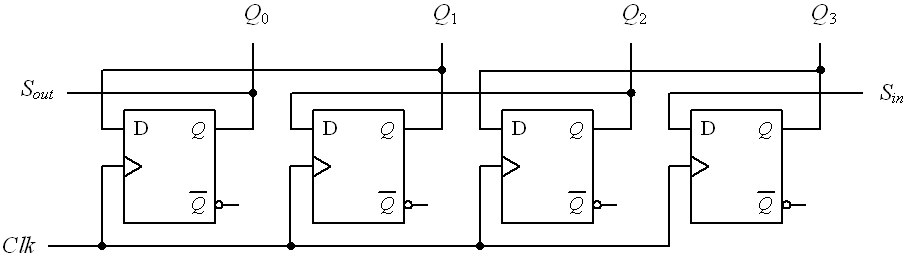 Q0 Q1 Q2 Q3
Sout Sin
D Q D Q D Q D Q
Q̅ Q̅ Q̅ Q̅
Clk